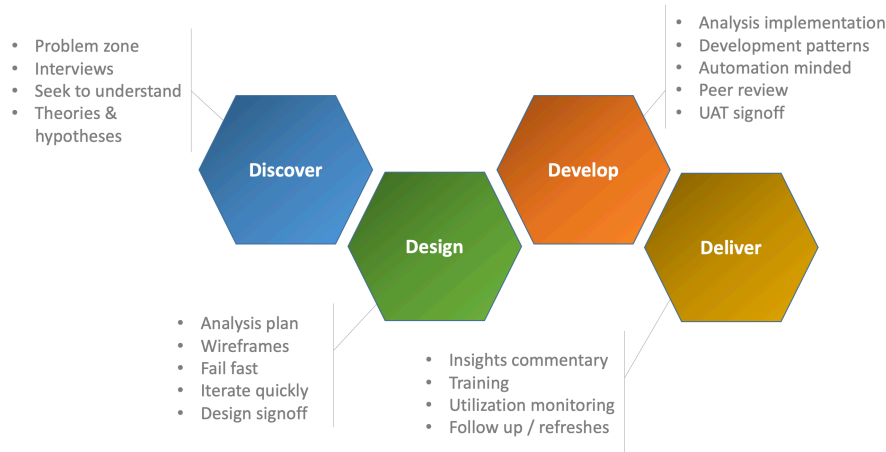 • Problem zone
• Interviews
• Seek to understand
• Theories &
hypotheses
Discover
• Analysis plan
• Wireframes
• Fail fast
• Iterate quickly
• Design signoff
Design
• Analysis implementation
• Development patterns
• Automation minded
• Peer review
• UAT signoff
Develop
• Insights commentary
• Training
• Utilization monitoring
• Follow up / refreshes
Deliver